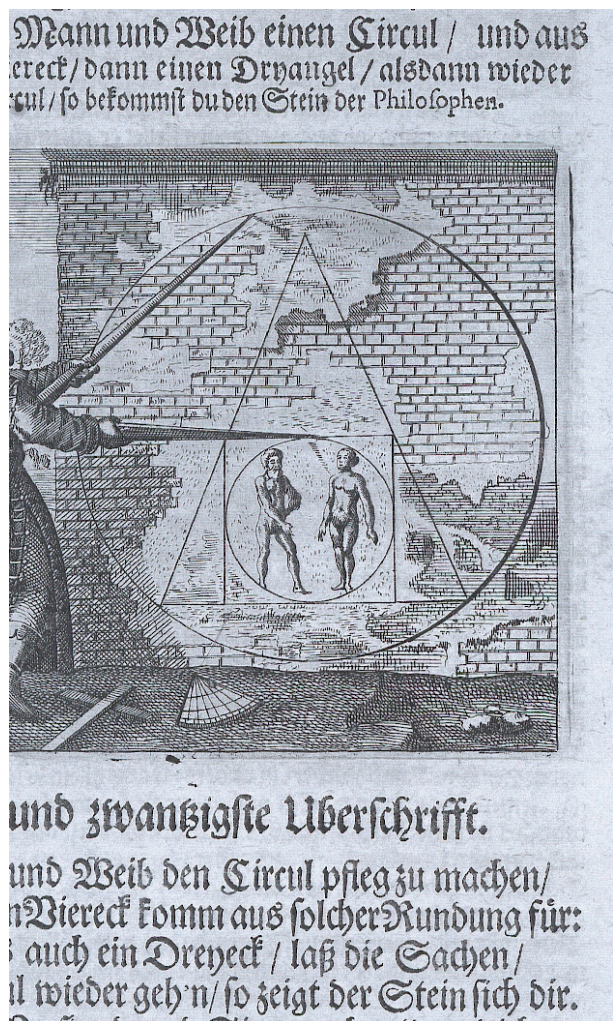 Mann und Weib einen Circul / und aus
iereck / dann einen Dryangel / alsdann wieder
rcul / so bekommst du den Stein der Philosophen.
und zwantzigste Uberschrifft.
und Weib den Circul pfleg zu machen /
n Viereck komm aus solcher Rundung für:
auch ein Dreyeck / laß die Sachen /
ul wieder geh'n / so zeigt der Stein sich dir.